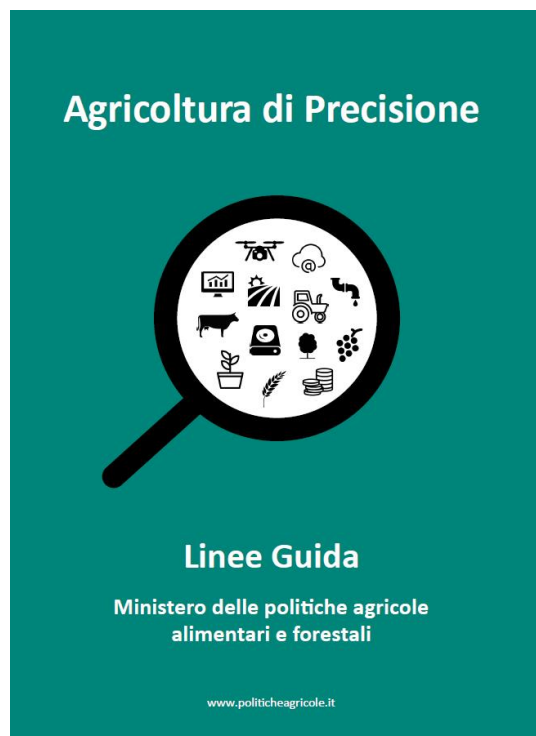 Agricoltura di Precisione
@
Linee Guida
Ministero delle politiche agricole
alimentari e forestali
www.politicheagricole.it